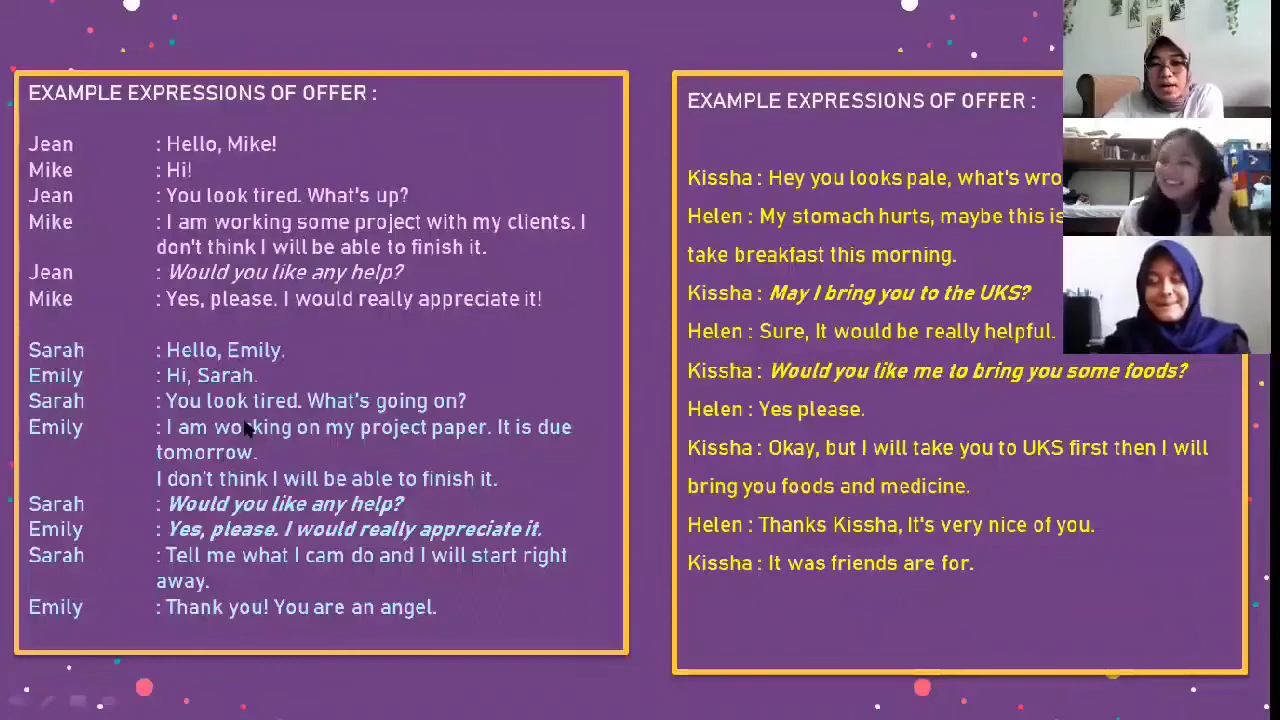 EXAMPLE EXPRESSIONS OF OFFER :
Jean : Hello, Mike!
Mike : Hi!
Jean : You look tired. What's up?
Mike : I am working some project with my clients. I
don't think I will be able to finish it.
Jean : Would you like any help?
Mike : Yes, please. I would really appreciate it!
Sarah : Hello, Emily.
Emily : Hi, Sarah.
Sarah : You look tired. What's going on?
Emily : I am working on my project paper. It is due
tomorrow.
I don't think I will be able to finish it.
Sarah : Would you like any help?
Emily : Yes, please. I would really appreciate it.
Sarah : Tell me what I cam do and I will start right
away.
Emily : Thank you! You are an angel.
EXAMPLE EXPRESSIONS OF OFFER :
Kissha : Hey you looks pale, what's
Helen : My stomach hurts, maybe this is
take breakfast this morning.
Kissha : May I bring you to the UKS?
Helen : Sure, It would be really helpful.
Kissha : Would you like me to bring you some foods?
Helen : Yes please.
Kissha : Okay, but I will take you to UKS first then I will
bring you foods and medicine.
Helen : Thanks Kissha, It's very nice of you.
Kissha : It was friends are for.